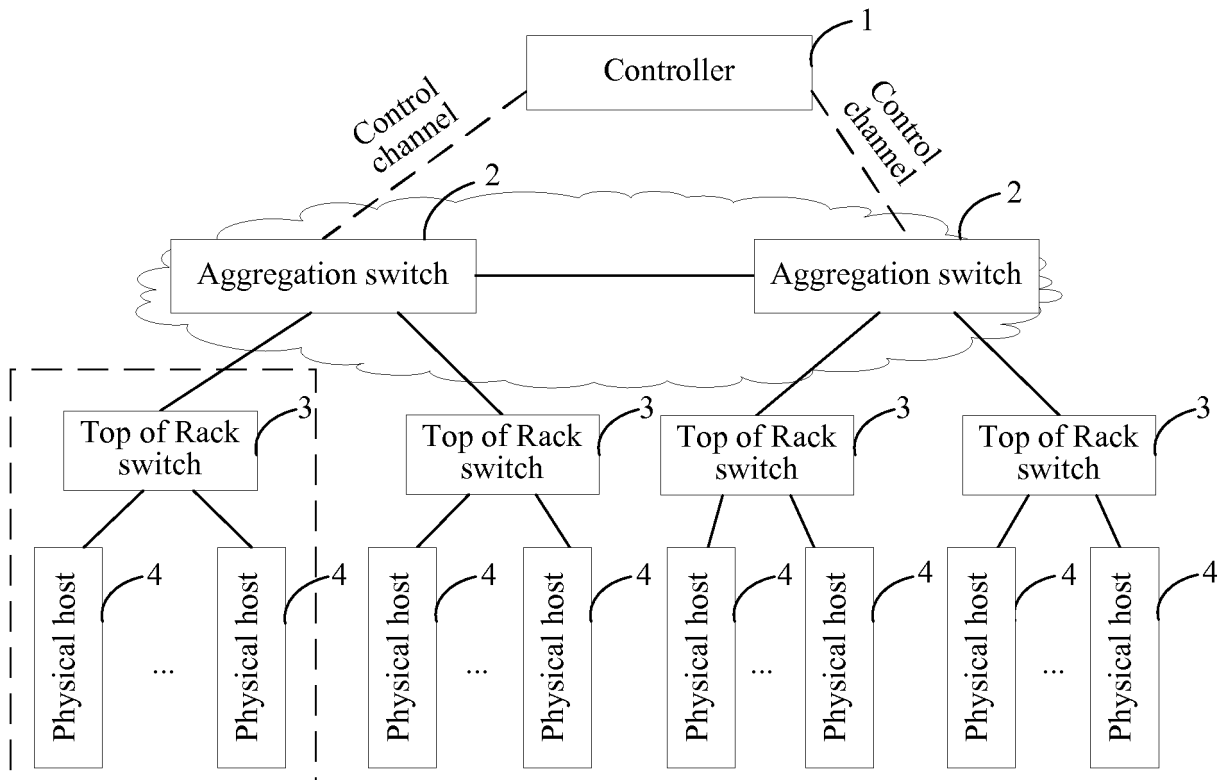 1
Controller
Control
channel
Control
channel
2
2
Aggregation switch
Aggregation switch
3
3
3
3
Top of Rack
switch
Top of Rack
switch
Top of Rack
switch
Top of Rack
switch
Physical host
4
...
Physical host
4
Physical host
4
...
Physical host
4
Physical host
4
...
Physical host
4
Physical host
4
...
Physical host
4